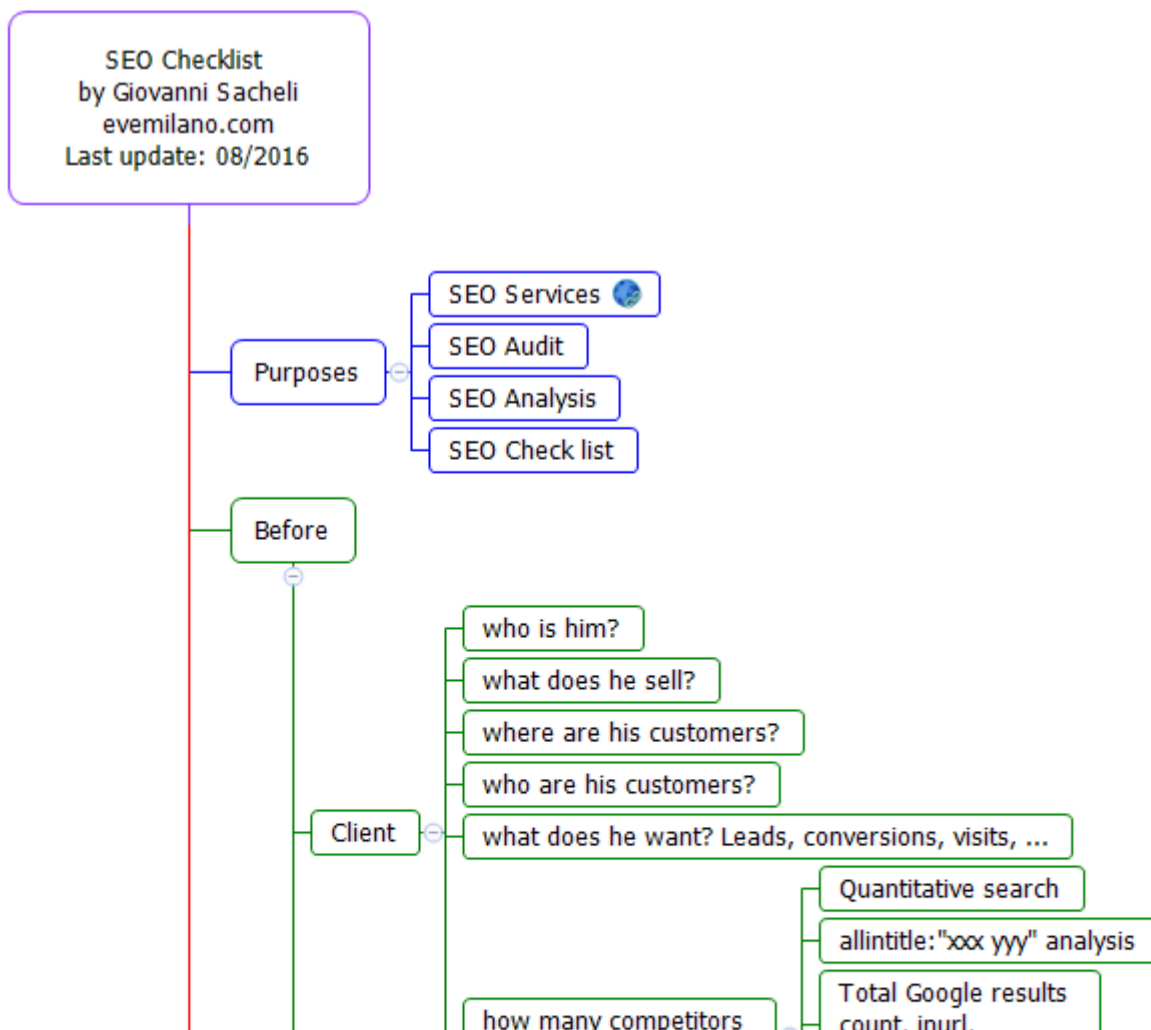 SEO Checklist
by Giovanni Sacheli
evemilano.com
Last update: 08/2016
Purposes
SEO Services
SEO Audit
SEO Analysis
SEO Check list
Before
Client
who is him?
what does he sell?
where are his customers?
who are his customers?
what does he want? Leads, conversions, visits, ...
how many competitors
Quantitative search
allintitle:"xxx yyy" analysis
Total Google results
count, inurl,